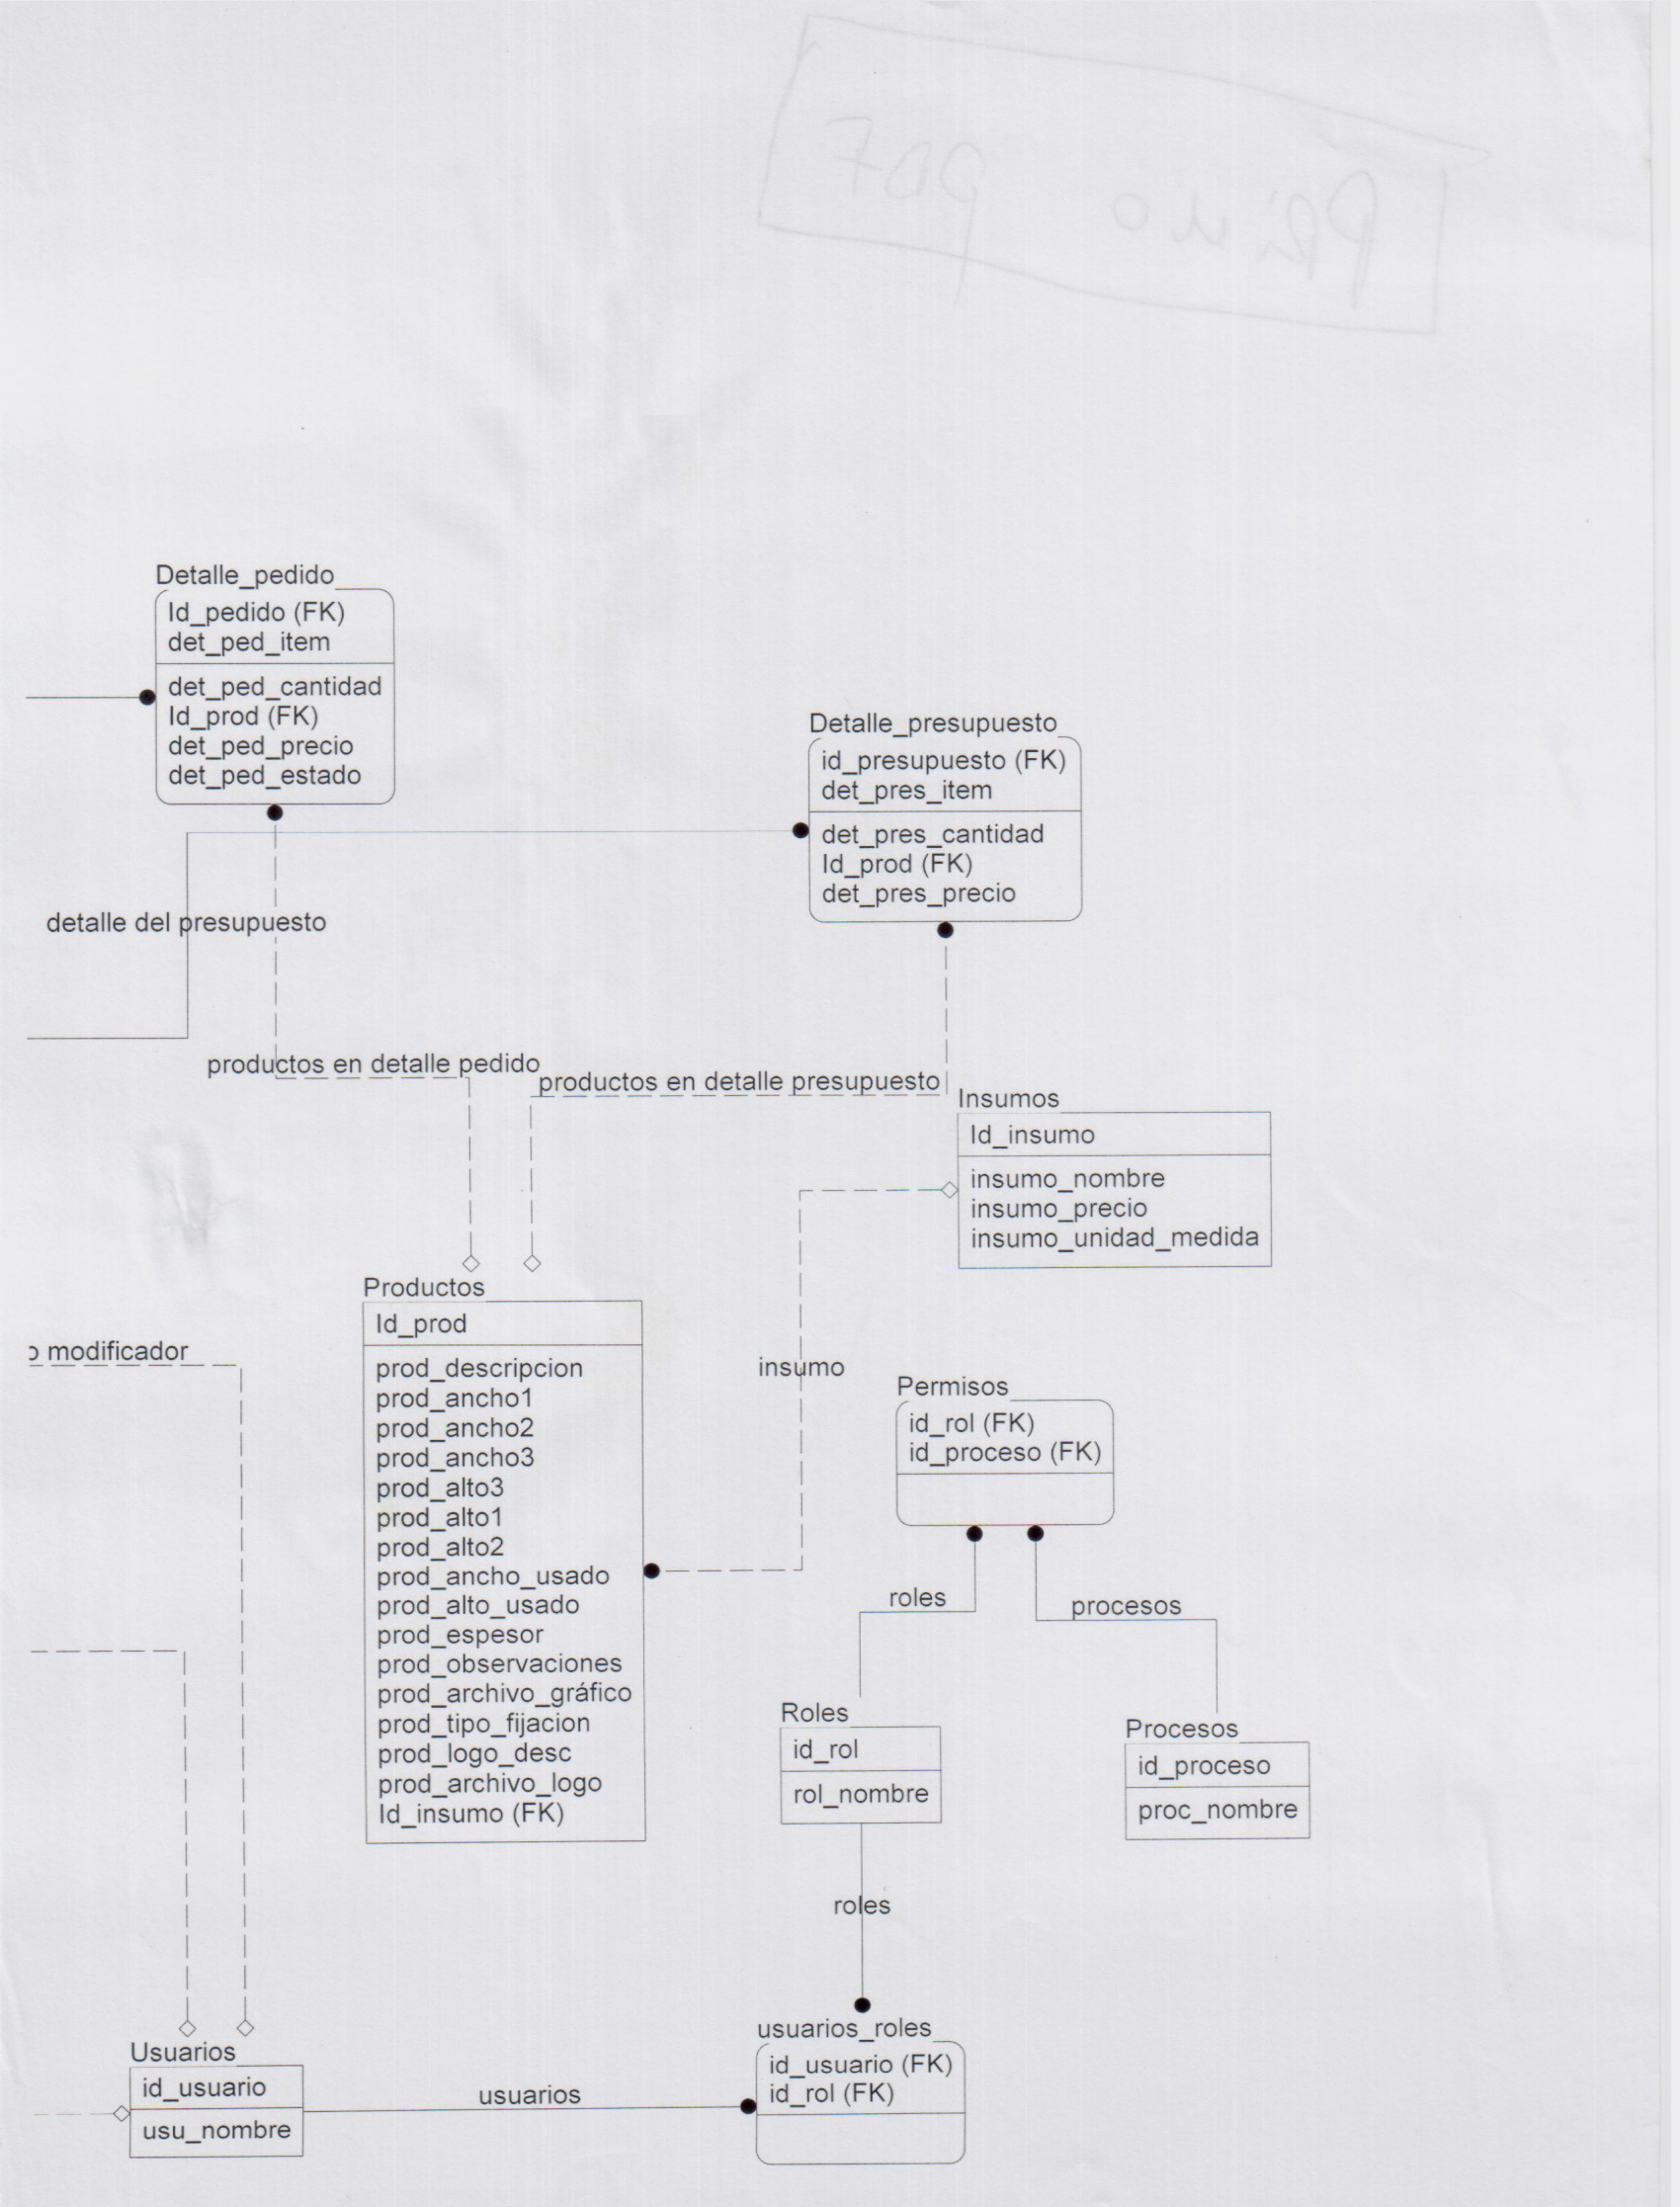 Detalle_pedido
Id_pedido (FK)
det_ped_item
det_ped_cantidad
Id_prod (FK)
det_ped_precio
det_ped_estado
Detalle_presupuesto
id_presupuesto (FK)
det_pres_item
det_pres_cantidad
Id_prod (FK)
det_pres_precio
detalle del presupuesto
productos en detalle pedido
productos en detalle presupuesto
Insumos
Id_insumo
insumo_nombre
insumo_precio
insumo_unidad_medida
Productos
Id_prod
prod_descripcion
prod_ancho1
prod_ancho2
prod_ancho3
prod_alto3
prod_alto1
prod_alto2
prod_ancho_usado
prod_alto_usado
prod_espesor
prod_observaciones
prod_archivo_gráfico
prod_tipo_fijacion
prod_logo_desc
prod_archivo_logo
Id_insumo (FK)
o modificador
insumo
Permisos
id_rol (FK)
id_proceso (FK)
roles
procesos
Roles
id_rol
rol_nombre
Procesos
id_proceso
proc_nombre
roles
usuarios_roles
id_usuario (FK)
id_rol (FK)
Usuarios
id_usuario
usu_nombre
usuarios